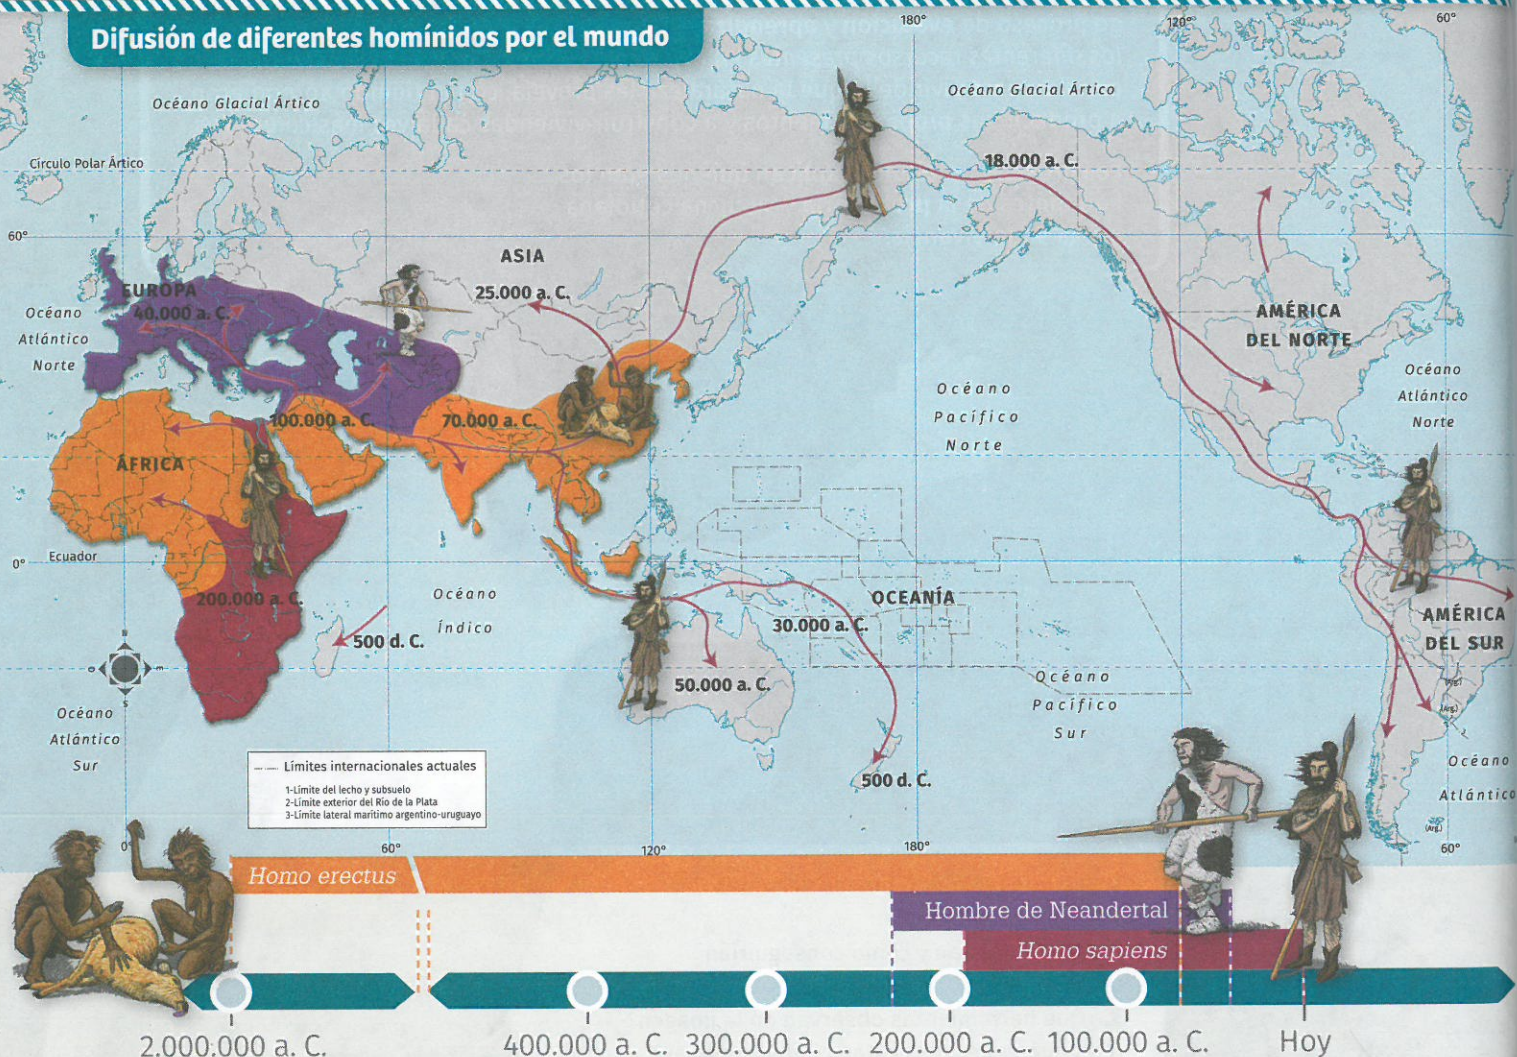 Difusión de diferentes homínidos por el mundo
180°
120°
60°
Océano Glacial Ártico
Océano Glacial Ártico
Círculo Polar Ártico
18.000 a. C.
60°
ASIA
25.000 a. C.
EUROPA
40.000 a. C.
Océano
Atlántico
Norte
AMÉRICA
DEL NORTE
Océano
Atlántico
Norte
Océano
Pacífico
Norte
100.000 a. C.
70.000 a. C.
ÁFRICA
Ecuador
0°
200.000 a. C.
Océano
Índico
500 d. C.
OCEANÍA
30.000 a. C.
50.000 a. C.
AMÉRICA
DEL SUR
(Arg.)
(Arg.)
Océano
Pacífico
Sur
Océano
Atlántico
Sur
S
500 d. C.
Océano
Atlántico
(Arg.)
Límites internacionales actuales
1-Límite del lecho y subsuelo
2-Límite exterior del Río de la Plata
3-Límite lateral marítimo argentino-uruguayo
0°
60°
120°
180°
60°
Homo erectus
Hombre de Neandertal
Homo sapiens
2.000.000 a. C.
400.000 a. C.
300.000 a. C.
200.000 a. C.
100.000 a. C.
Hoy